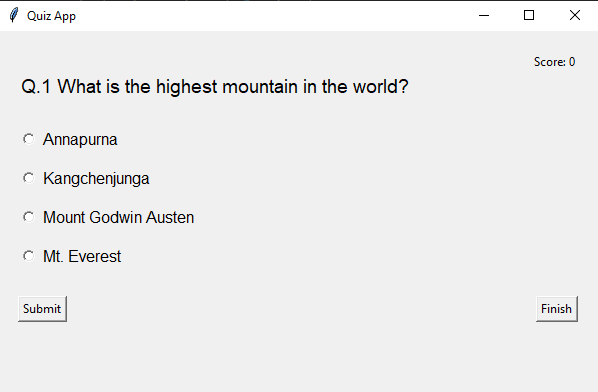 Quiz App
Score: 0
Q.1 What is the highest mountain in the world?
Annapurna
Kangchenjunga
Mount Godwin Austen
Mt. Everest
Submit
Finish